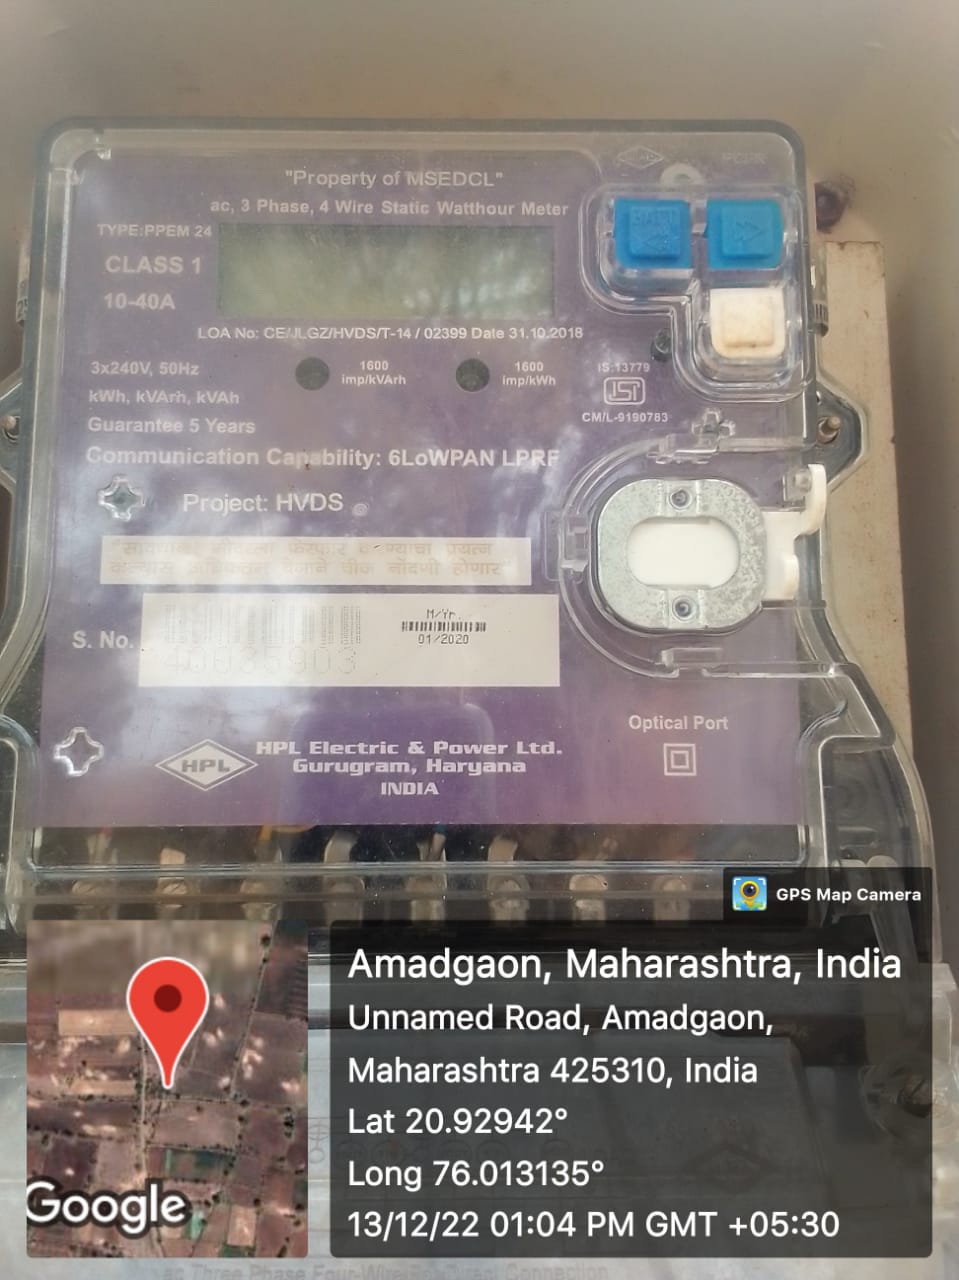 "Property of MSEDCL"
ac, 3 Phase, 4 Wire Static Watthour Meter
TYPE:PPEM 24
CLASS 1
10-40A
LOA No: CE/JLGZ/HVDS/T-14 / 02399 Date 31.10.2018
3x240V, 50Hz
1600
imp/kVArh
1600
imp/kWh
IS:13779
ISI
CM/L-9190783
kWh, kVArh, kVAh
Guarantee 5 Years
Communication Capability: 6LoWPAN LPRF
Project: HVDS
S. No.
M/Yr.
01/2020
Optical Port
HPL
HPL Electric & Power Ltd.
Gurugram, Haryana
INDIA
GPS Map Camera
Amadgaon, Maharashtra, India
Unnamed Road, Amadgaon,
Maharashtra 425310, India
Lat 20.92942°
Long 76.013135°
13/12/22 01:04 PM GMT +05:30
Google